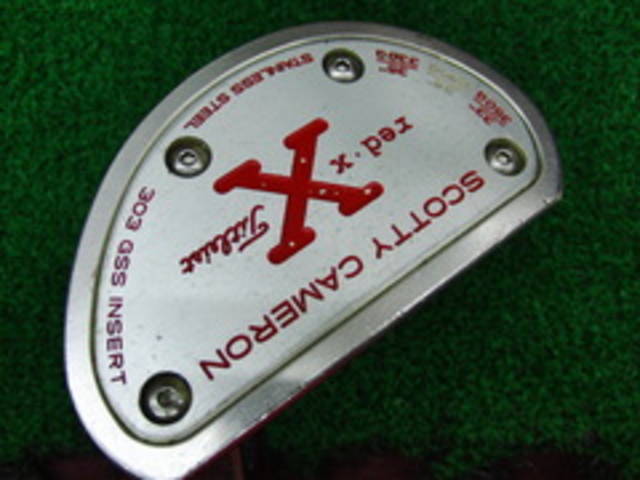 STAINLESS STEEL
red·x
X
Titleist
SCOTTY CAMERON
303 GSS INSERT